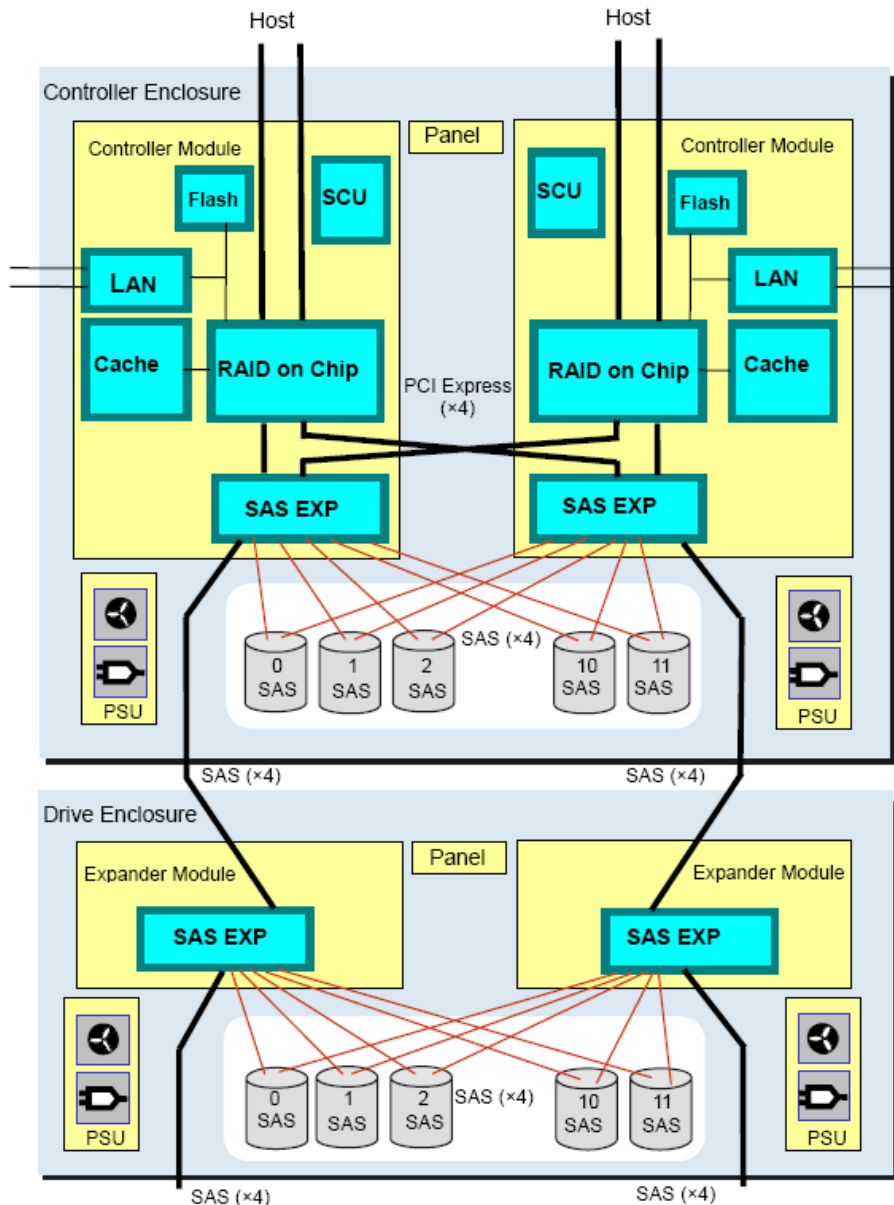 Host
Host
Controller Enclosure
Controller Module
Panel
Controller Module
Flash
SCU
SCU
Flash
LAN
LAN
Cache
RAID on Chip
PCI Express
(×4)
RAID on Chip
Cache
SAS EXP
SAS EXP
PSU
0
SAS
1
SAS
2
SAS
SAS (×4)
10
SAS
11
SAS
PSU
SAS (×4)
SAS (×4)
Drive Enclosure
Expander Module
Panel
Expander Module
SAS EXP
SAS EXP
PSU
0
SAS
1
SAS
2
SAS
SAS (×4)
10
SAS
11
SAS
PSU
SAS (×4)
SAS (×4)